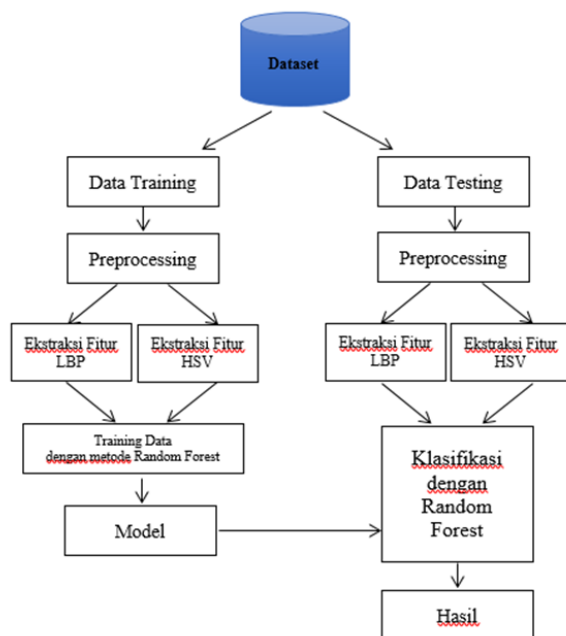 Dataset
Data Training
Data Testing
Preprocessing
Preprocessing
Ekstraksi Fitur
LBP
Ekstraksi Fitur
HSV
Ekstraksi Fitur
LBP
Ekstraksi Fitur
HSV
Training Data
dengan metode Random Forest
Klasifikasi
dengan
Random
Forest
Model
Hasil